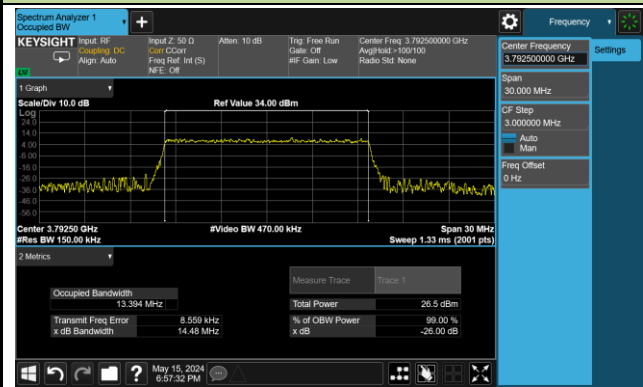 Spectrum Analyzer 1
Occupied BW
Frequency
KEYSIGHT Input: RF
Coupling: DC
Align: Auto
Input Z: 50 Ω
Corr CCorr
Freq Ref: Int (S)
NFE: Off
Atten: 10 dB
Trig: Free Run
Gate: Off
#IF Gain: Low
Center Freq: 3.792500000 GHz
Avg|Hold:>100/100
Radio Std: None
LXI
Center Frequency
3.792500000 GHz
Settings
Span
30.000 MHz
CF Step
3.000000 MHz
Auto
Man
Freq Offset
0 Hz
1 Graph
Scale/Div 10.0 dB
Ref Value 34.00 dBm
Log
24.0
14.0
4.00
-6.00
-16.0
-26.0
-36.0
-46.0
-56.0
Center 3.79250 GHz
#Video BW 470.00 kHz
Span 30 MHz
#Res BW 150.00 kHz
Sweep 1.33 ms (2001 pts)
2 Metrics
Measure Trace Trace 1
Occupied Bandwidth
13.394 MHz
Total Power 26.5 dBm
Transmit Freq Error 8.559 kHz
% of OBW Power 99.00 %
x dB Bandwidth 14.48 MHz
x dB -26.00 dB
May 15, 2024
6:57:32 PM